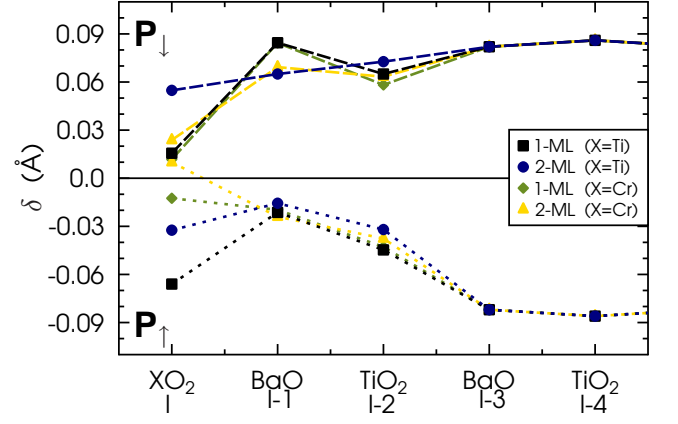 0.09
0.06
0.03
0.0
-0.03
-0.06
-0.09
δ (Å)
P↓
P↑
1-ML (X=Ti)
2-ML (X=Ti)
1-ML (X=Cr)
2-ML (X=Cr)
XO₂ BaO TiO₂ BaO TiO₂
I I-1 I-2 I-3 I-4